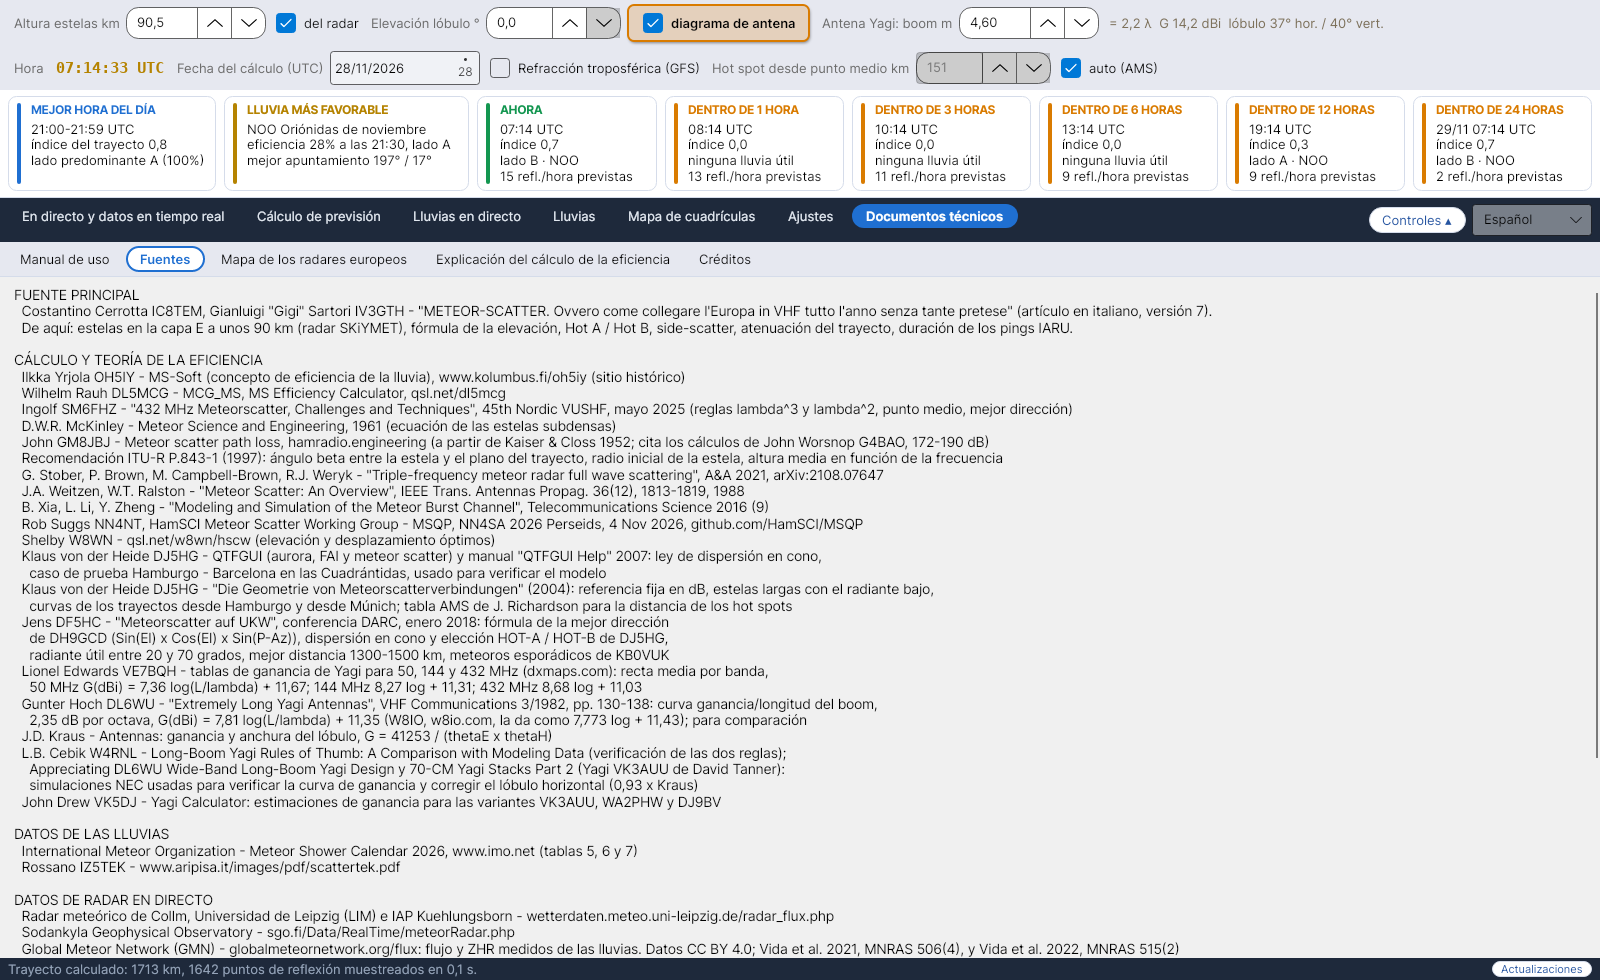 Altura estelas km 90,5 del radar Elevación lóbulo ° 0,0 diagrama de antena Antena Yagi: boom m 4,60 = 2,2 λ G 14,2 dBi lóbulo 37° hor. / 40° vert.
Hora 07:14:33 UTC Fecha del cálculo (UTC) 28/11/2026 28 Refracción troposférica (GFS) Hot spot desde punto medio km 151 auto (AMS)
MEJOR HORA DEL DÍA
21:00-21:59 UTC
índice del trayecto 0,8
lado predominante A (100%)
LLUVIA MÁS FAVORABLE
NOO Oriónidas de noviembre
eficiencia 28% a las 21:30, lado A
mejor apuntamiento 197° / 17°
AHORA
07:14 UTC
índice 0,7
lado B · NOO
15 refl./hora previstas
DENTRO DE 1 HORA
08:14 UTC
índice 0,0
ninguna lluvia útil
13 refl./hora previstas
DENTRO DE 3 HORAS
10:14 UTC
índice 0,0
ninguna lluvia útil
11 refl./hora previstas
DENTRO DE 6 HORAS
13:14 UTC
índice 0,0
ninguna lluvia útil
9 refl./hora previstas
DENTRO DE 12 HORAS
19:14 UTC
índice 0,3
lado A · NOO
9 refl./hora previstas
DENTRO DE 24 HORAS
29/11 07:14 UTC
índice 0,7
lado B · NOO
2 refl./hora previstas
En directo y datos en tiempo real Cálculo de previsión Lluvias en directo Lluvias Mapa de cuadrículas Ajustes Documentos técnicos Controles ▴ Español
Manual de uso Fuentes Mapa de los radares europeos Explicación del cálculo de la eficiencia Créditos
FUENTE PRINCIPAL
Costantino Cerrotta IC8TEM, Gianluigi "Gigi" Sartori IV3GTH - "METEOR-SCATTER. Ovvero come collegare l'Europa in VHF tutto l'anno senza tante pretese" (artículo en italiano, versión 7).
De aquí: estelas en la capa E a unos 90 km (radar SKiYMET), fórmula de la elevación, Hot A / Hot B, side-scatter, atenuación del trayecto, duración de los pings IARU.
CÁLCULO Y TEORÍA DE LA EFICIENCIA
Ilkka Yrjola OH5IY - MS-Soft (concepto de eficiencia de la lluvia), www.kolumbus.fi/oh5iy (sitio histórico)
Wilhelm Rauh DL5MCG - MCG_MS, MS Efficiency Calculator, qsl.net/dl5mcg
Ingolf SM6FHZ - "432 MHz Meteorscatter, Challenges and Techniques", 45th Nordic VUSHF, mayo 2025 (reglas lambda^3 y lambda^2, punto medio, mejor dirección)
D.W.R. McKinley - Meteor Science and Engineering, 1961 (ecuación de las estelas subdensas)
John GM8JBJ - Meteor scatter path loss, hamradio.engineering (a partir de Kaiser & Closs 1952; cita los cálculos de John Worsnop G4BAO, 172-190 dB)
Recomendación ITU-R P.843-1 (1997): ángulo beta entre la estela y el plano del trayecto, radio inicial de la estela, altura media en función de la frecuencia
G. Stober, P. Brown, M. Campbell-Brown, R.J. Weryk - "Triple-frequency meteor radar full wave scattering", A&A 2021, arXiv:2108.07647
J.A. Weitzen, W.T. Ralston - "Meteor Scatter: An Overview", IEEE Trans. Antennas Propag. 36(12), 1813-1819, 1988
B. Xia, L. Li, Y. Zheng - "Modeling and Simulation of the Meteor Burst Channel", Telecommunications Science 2016 (9)
Rob Suggs NN4NT, HamSCI Meteor Scatter Working Group - MSQP, NN4SA 2026 Perseids, 4 Nov 2026, github.com/HamSCI/MSQP
Shelby W8WN - qsl.net/w8wn/hscw (elevación y desplazamiento óptimos)
Klaus von der Heide DJ5HG - QTFGUI (aurora, FAI y meteor scatter) y manual "QTFGUI Help" 2007: ley de dispersión en cono,
caso de prueba Hamburgo - Barcelona en las Cuadrántidas, usado para verificar el modelo
Klaus von der Heide DJ5HG - "Die Geometrie von Meteorscatterverbindungen" (2004): referencia fija en dB, estelas largas con el radiante bajo,
curvas de los trayectos desde Hamburgo y desde Múnich; tabla AMS de J. Richardson para la distancia de los hot spots
Jens DF5HC - "Meteorscatter auf UKW", conferencia DARC, enero 2018: fórmula de la mejor dirección
de DH9GCD (Sin(El) x Cos(El) x Sin(P-Az)), dispersión en cono y elección HOT-A / HOT-B de DJ5HG,
radiante útil entre 20 y 70 grados, mejor distancia 1300-1500 km, meteoros esporádicos de KB0VUK
Lionel Edwards VE7BQH - tablas de ganancia de Yagi para 50, 144 y 432 MHz (dxmaps.com): recta media por banda,
50 MHz G(dBi) = 7,36 log(L/lambda) + 11,67; 144 MHz 8,27 log + 11,31; 432 MHz 8,68 log + 11,03
Gunter Hoch DL6WU - "Extremely Long Yagi Antennas", VHF Communications 3/1982, pp. 130-138: curva ganancia/longitud del boom,
2,35 dB por octava, G(dBi) = 7,81 log(L/lambda) + 11,35 (W8IO, w8io.com, la da como 7,773 log + 11,43); para comparación
J.D. Kraus - Antennas: ganancia y anchura del lóbulo, G = 41253 / (thetaE x thetaH)
L.B. Cebik W4RNL - Long-Boom Yagi Rules of Thumb: A Comparison with Modeling Data (verificación de las dos reglas);
Appreciating DL6WU Wide-Band Long-Boom Yagi Design y 70-CM Yagi Stacks Part 2 (Yagi VK3AUU de David Tanner):
simulaciones NEC usadas para verificar la curva de ganancia y corregir el lóbulo horizontal (0,93 x Kraus)
John Drew VK5DJ - Yagi Calculator: estimaciones de ganancia para las variantes VK3AUU, WA2PHW y DJ9BV
DATOS DE LAS LLUVIAS
International Meteor Organization - Meteor Shower Calendar 2026, www.imo.net (tablas 5, 6 y 7)
Rossano IZ5TEK - www.aripisa.it/images/pdf/scattertek.pdf
DATOS DE RADAR EN DIRECTO
Radar meteórico de Collm, Universidad de Leipzig (LIM) e IAP Kuehlungsborn - wetterdaten.meteo.uni-leipzig.de/radar_flux.php
Sodankyla Geophysical Observatory - sgo.fi/Data/RealTime/meteorRadar.php
Global Meteor Network (GMN) - globalmeteornetwork.org/flux: flujo y ZHR medidos de las lluvias. Datos CC BY 4.0; Vida et al. 2021, MNRAS 506(4), y Vida et al. 2022, MNRAS 515(2)
Trayecto calculado: 1713 km, 1642 puntos de reflexión muestreados en 0,1 s. Actualizaciones